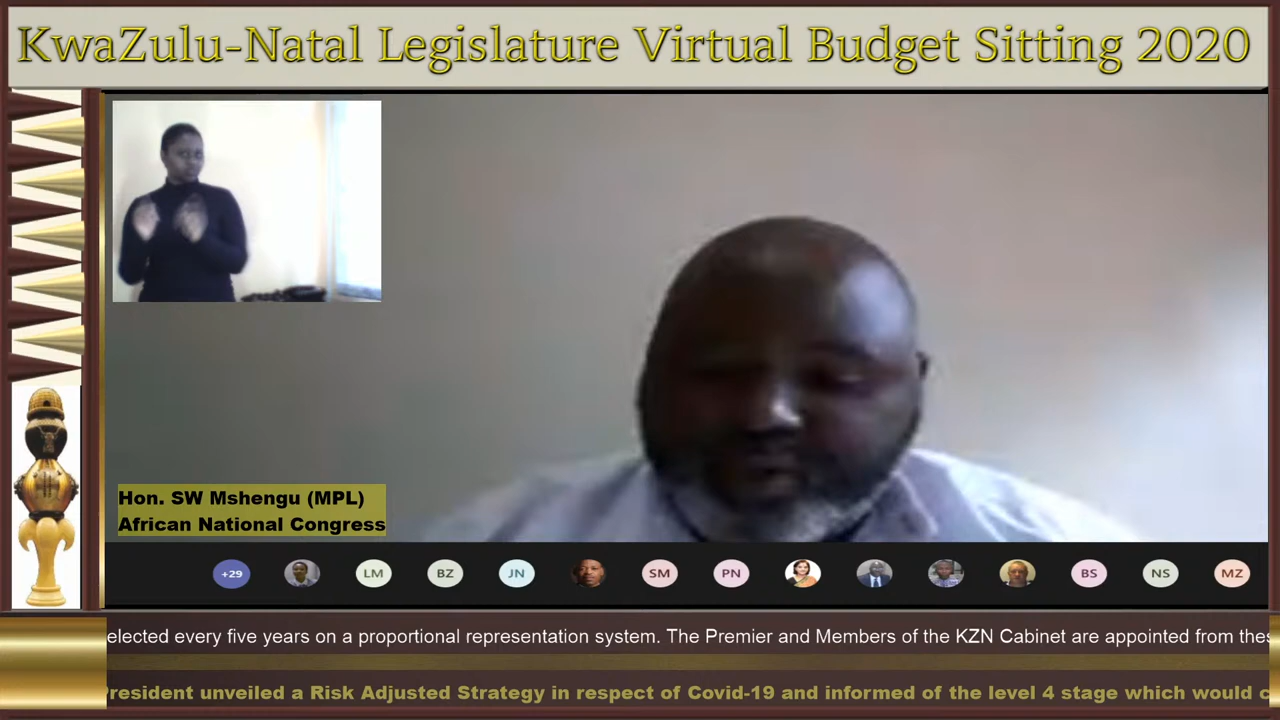 KwaZulu-Natal Legislature Virtual Budget Sitting 2020
Hon. SW Mshengu (MPL)
African National Congress
+29
LM
BZ
JN
SM
PN
BS
NS
MZ
elected every five years on a proportional representation system. The Premier and Members of the KZN Cabinet are appointed from
President unveiled a Risk Adjusted Strategy in respect of Covid-19 and informed of the level 4 stage which would